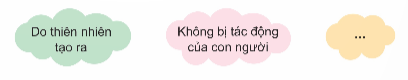 Do thiên nhiên
tạo ra
Không bị tác động
của con người
...